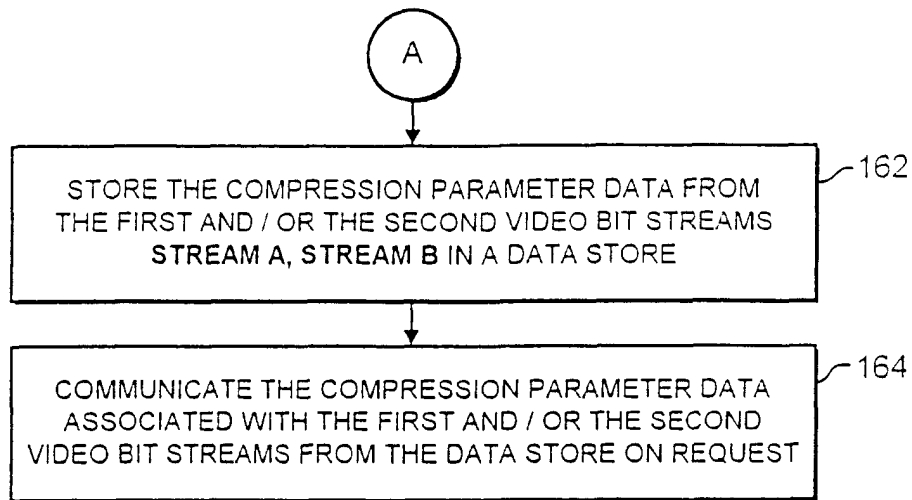 A
162
STORE THE COMPRESSION PARAMETER DATA FROM
THE FIRST AND / OR THE SECOND VIDEO BIT STREAMS
STREAM A, STREAM B IN A DATA STORE
164
COMMUNICATE THE COMPRESSION PARAMETER DATA
ASSOCIATED WITH THE FIRST AND / OR THE SECOND
VIDEO BIT STREAMS FROM THE DATA STORE ON REQUEST